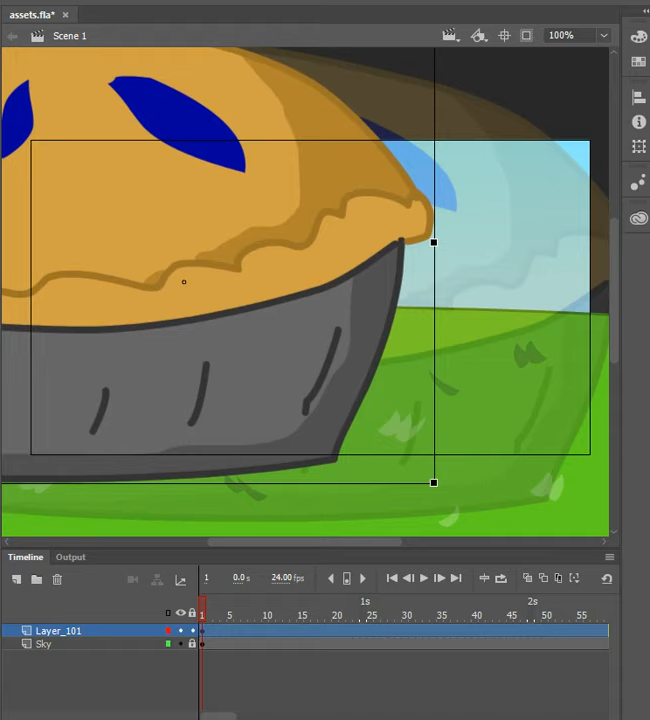 assets.fla*
Scene 1
100%
Timeline
Output
1
0.0 s
24.00 fps
1s
2s
1 5 10 15 20 25 30 35 40 45 50 55
Layer_101
Sky